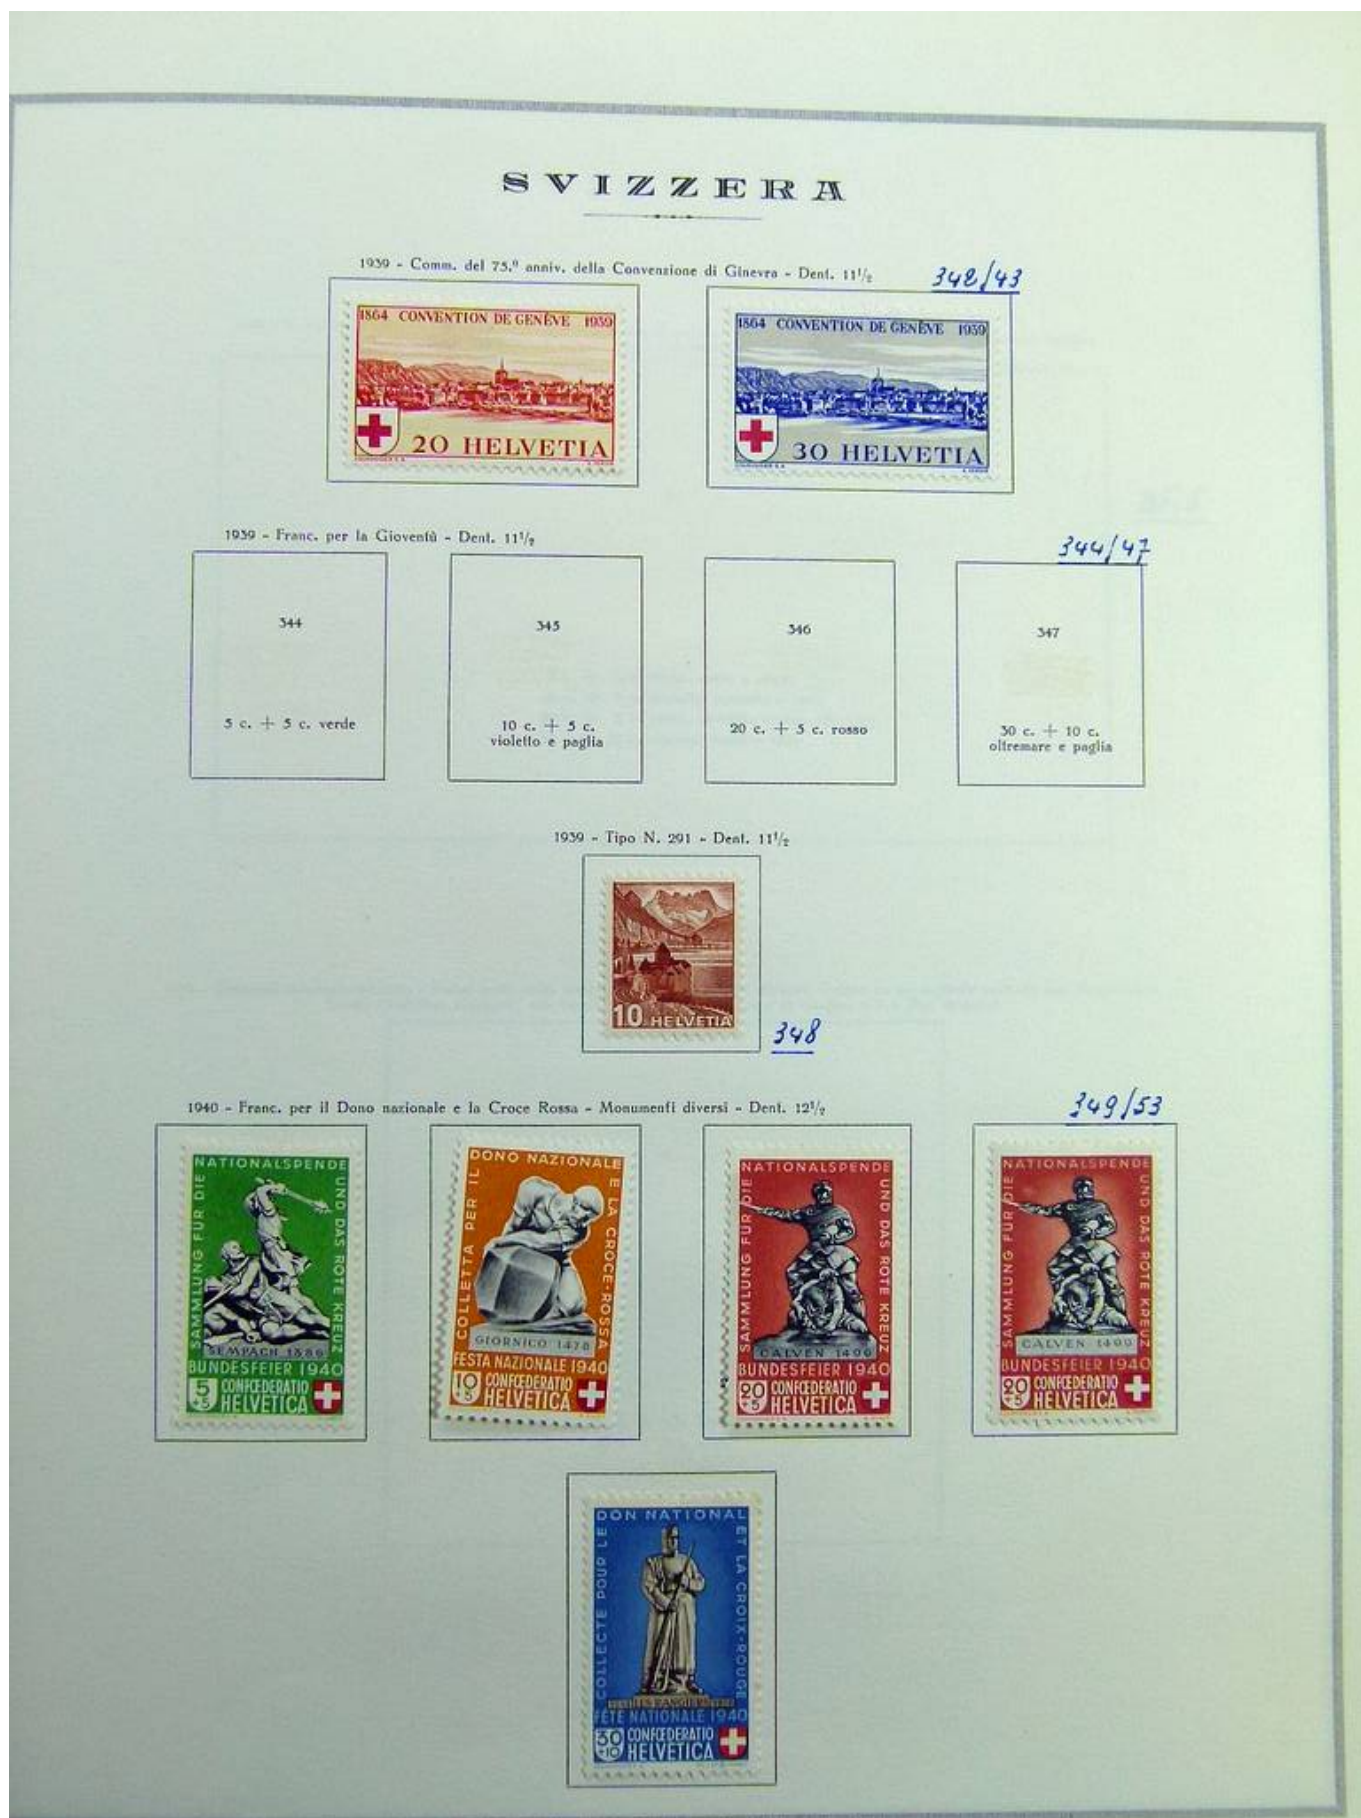 SVIZZERA
1939 - Comm. del 75.º anniv. della Convenzione di Ginevra - Dent. 11½
342/43
1864 CONVENTION DE GENÈVE 1939
20 HELVETIA
1864 CONVENTION DE GENÈVE 1939
30 HELVETIA
1939 - Franc. per la Gioventù - Dent. 11½
344/47
344
5 c. + 5 c. verde
345
10 c. + 5 c.
violetto e paglia
346
20 c. + 5 c. rosso
347
30 c. + 10 c.
oltremare e paglia
1939 - Tipo N. 291 - Dent. 11½
10 HELVETIA
348
1940 - Franc. per il Dono nazionale e la Croce Rossa - Monumenti diversi - Dent. 12½
349/53
SAMMLUNG FÜR DIE
NATIONALSPENDE
UND DAS ROTE KREUZ
SEMPACH 1386
BUNDESFEIER 1940
5+5 CONFŒDERATIO
HELVETICA
COLLETTA PER IL
DONO NAZIONALE
E LA CROCE-ROSSA
GIORNICO 1478
FESTA NAZIONALE 1940
10+5 CONFŒDERATIO
HELVETICA
SAMMLUNG FÜR DIE
NATIONALSPENDE
UND DAS ROTE KREUZ
CALVEN 1499
BUNDESFEIER 1940
20+5 CONFŒDERATIO
HELVETICA
SAMMLUNG FÜR DIE
NATIONALSPENDE
UND DAS ROTE KREUZ
CALVEN 1499
BUNDESFEIER 1940
20+5 CONFŒDERATIO
HELVETICA
COLLECTE POUR LE
DON NATIONAL
ET LA CROIX-ROUGE
LES RANGIERS
FÊTE NATIONALE 1940
30+10 CONFŒDERATIO
HELVETICA